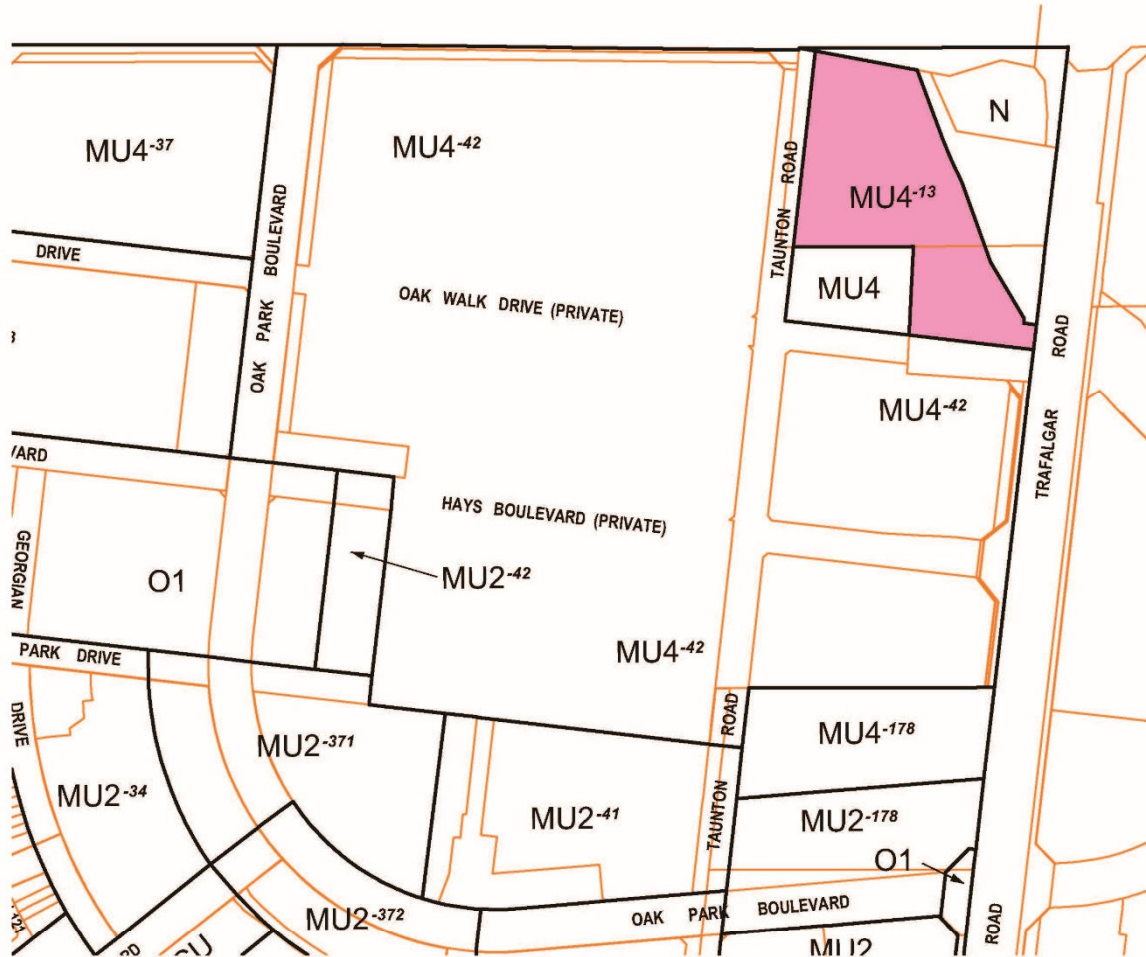 N
MU4-37
MU4-42
ROAD
MU4-13
OAK PARK BOULEVARD
TAUNTON
DRIVE
MU4
OAK WALK DRIVE (PRIVATE)
ROAD
MU4-42
TRAFALGAR
HAYS BOULEVARD (PRIVATE)
GEORGIAN
O1
MU2-42
PARK DRIVE
MU4-42
DRIVE
ROAD
MU4-178
MU2-371
MU2-34
MU2-41
TAUNTON
MU2-178
O1
MU2-372
OAK PARK BOULEVARD
ROAD
MU2